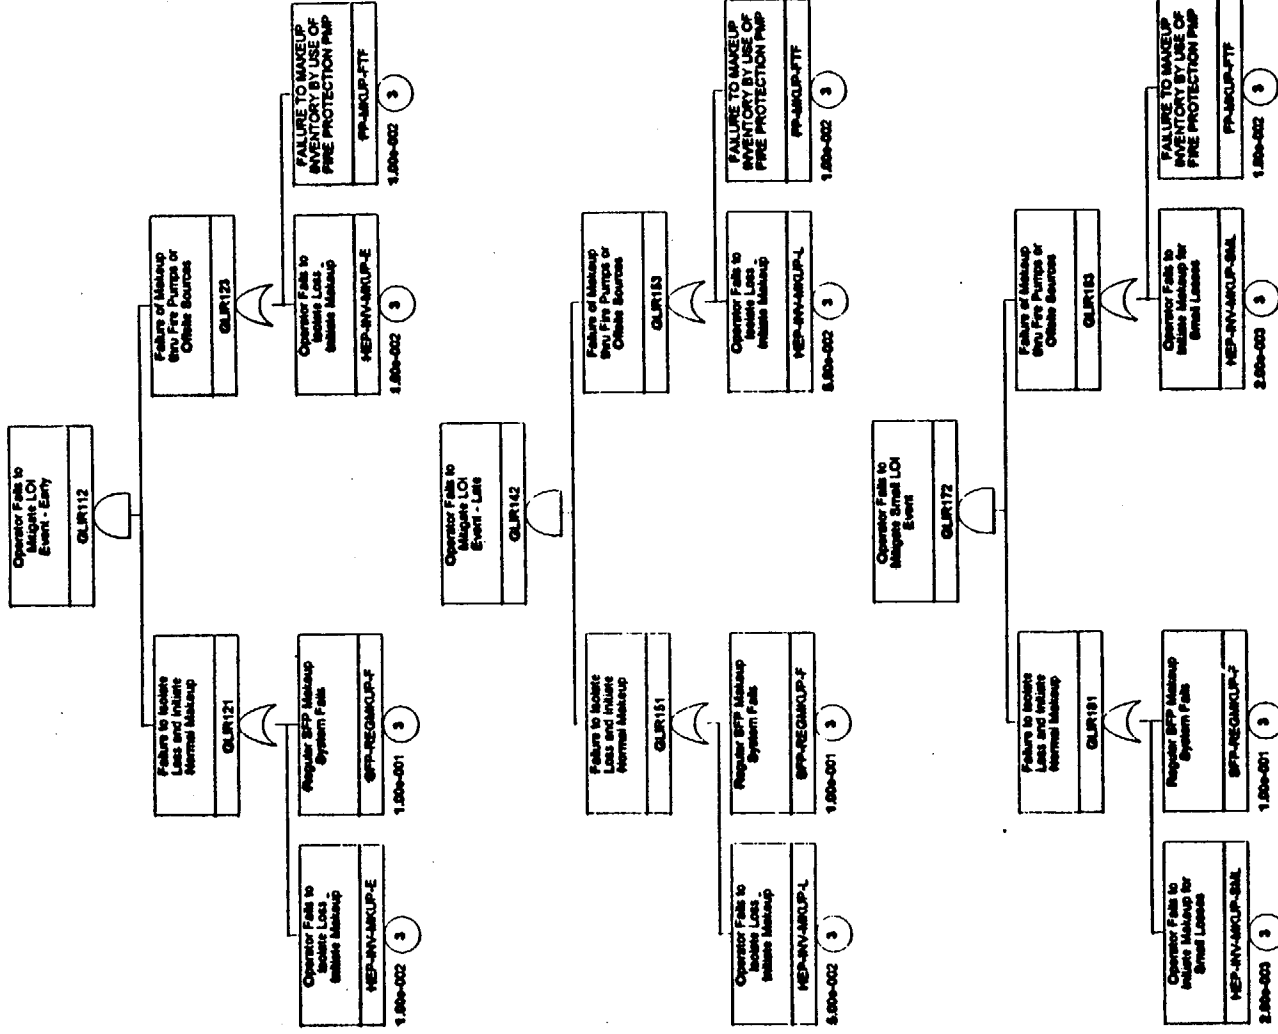 Operator Fails to
Mitigate LOI
Event - Early
GLIR112
Failure to Isolate
Loss and Initiate
Normal Makeup
GLIR121
Failure of Makeup
thru Fire Pumps or
Offsite Sources
GLIR123
Operator Fails to
Isolate Loss -
Initiate Makeup
HEP-INV-MKUP-E
1.00e-002
3
Regular SFP Makeup
System Fails
SFP-REGMKUP-F
1.00e-001
3
Operator Fails to
Isolate Loss -
Initiate Makeup
HEP-INV-MKUP-E
1.00e-002
3
FAILURE TO MAKEUP
INVENTORY BY USE OF
FIRE PROTECTION PMP
FP-MKUP-FTF
1.00e-002
3
Operator Fails to
Mitigate LOI
Event - Late
GLIR142
Failure to Isolate
Loss and Initiate
Normal Makeup
GLIR151
Failure of Makeup
thru Fire Pumps or
Offsite Sources
GLIR153
Operator Fails to
Isolate Loss -
Initiate Makeup
HEP-INV-MKUP-L
5.00e-002
3
Regular SFP Makeup
System Fails
SFP-REGMKUP-F
1.00e-001
3
Operator Fails to
Isolate Loss -
Initiate Makeup
HEP-INV-MKUP-L
5.00e-002
3
FAILURE TO MAKEUP
INVENTORY BY USE OF
FIRE PROTECTION PMP
FP-MKUP-FTF
1.00e-002
3
Operator Fails to
Mitigate Small LOI
Event
GLIR172
Failure to Isolate
Loss and Initiate
Normal Makeup
GLIR181
Failure of Makeup
thru Fire Pumps or
Offsite Sources
GLIR183
Operator Fails to
Initiate Makeup for
Small Losses
HEP-INV-MKUP-SML
2.00e-003
3
Regular SFP Makeup
System Fails
SFP-REGMKUP-F
1.00e-001
3
Operator Fails to
Initiate Makeup for
Small Losses
HEP-INV-MKUP-SML
2.00e-003
3
FAILURE TO MAKEUP
INVENTORY BY USE OF
FIRE PROTECTION PMP
FP-MKUP-FTF
1.00e-002
3